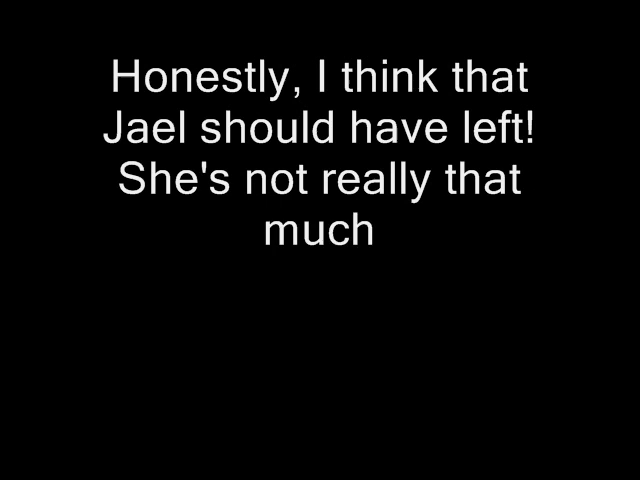 Honestly, I think that
Jael should have left!
She's not really that
much